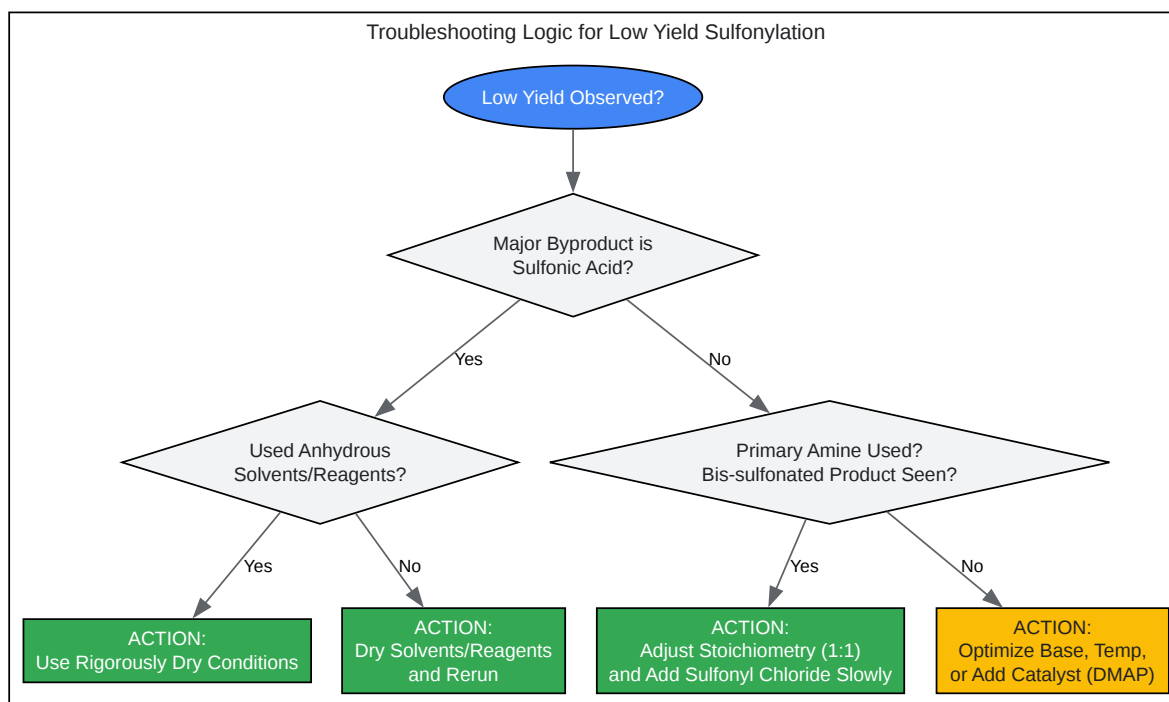 Troubleshooting Logic for Low Yield Sulfonylation
Low Yield Observed?
Major Byproduct is
Sulfonic Acid?
Yes
No
Used Anhydrous
Solvents/Reagents?
Primary Amine Used?
Bis-sulfonated Product Seen?
Yes
No
Yes
No
ACTION:
Use Rigorously Dry Conditions
ACTION:
Dry Solvents/Reagents
and Rerun
ACTION:
Adjust Stoichiometry (1:1)
and Add Sulfonyl Chloride Slowly
ACTION:
Optimize Base, Temp,
or Add Catalyst (DMAP)